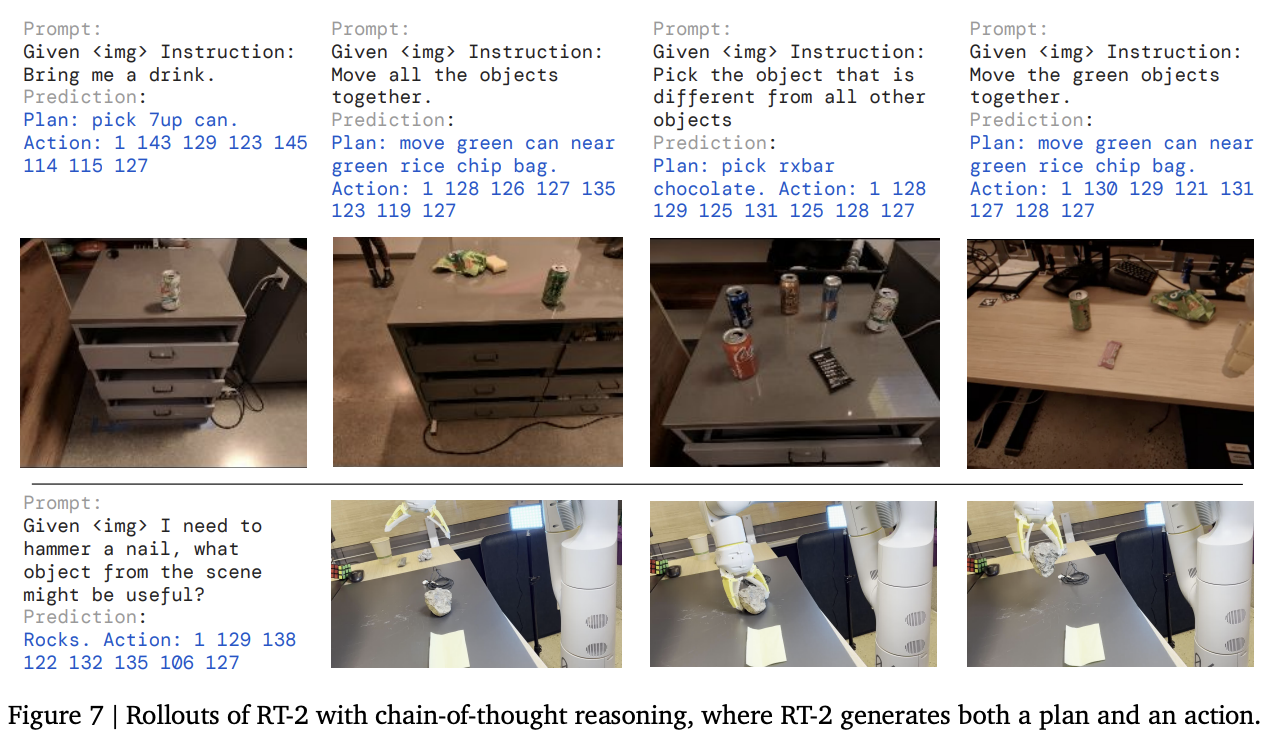 Prompt:
Given <img> Instruction:
Bring me a drink.
Prediction:
Plan: pick 7up can.
Action: 1 143 129 123 145
114 115 127
Prompt:
Given <img> Instruction:
Move all the objects
together.
Prediction:
Plan: move green can near
green rice chip bag.
Action: 1 128 126 127 135
123 119 127
Prompt:
Given <img> Instruction:
Pick the object that is
different from all other
objects
Prediction:
Plan: pick rxbar
chocolate. Action: 1 128
129 125 131 125 128 127
Prompt:
Given <img> Instruction:
Move the green objects
together.
Prediction:
Plan: move green can near
green rice chip bag.
Action: 1 130 129 121 131
127 128 127
Prompt:
Given <img> I need to
hammer a nail, what
object from the scene
might be useful?
Prediction:
Rocks. Action: 1 129 138
122 132 135 106 127
Figure 7 | Rollouts of RT-2 with chain-of-thought reasoning, where RT-2 generates both a plan and an action.